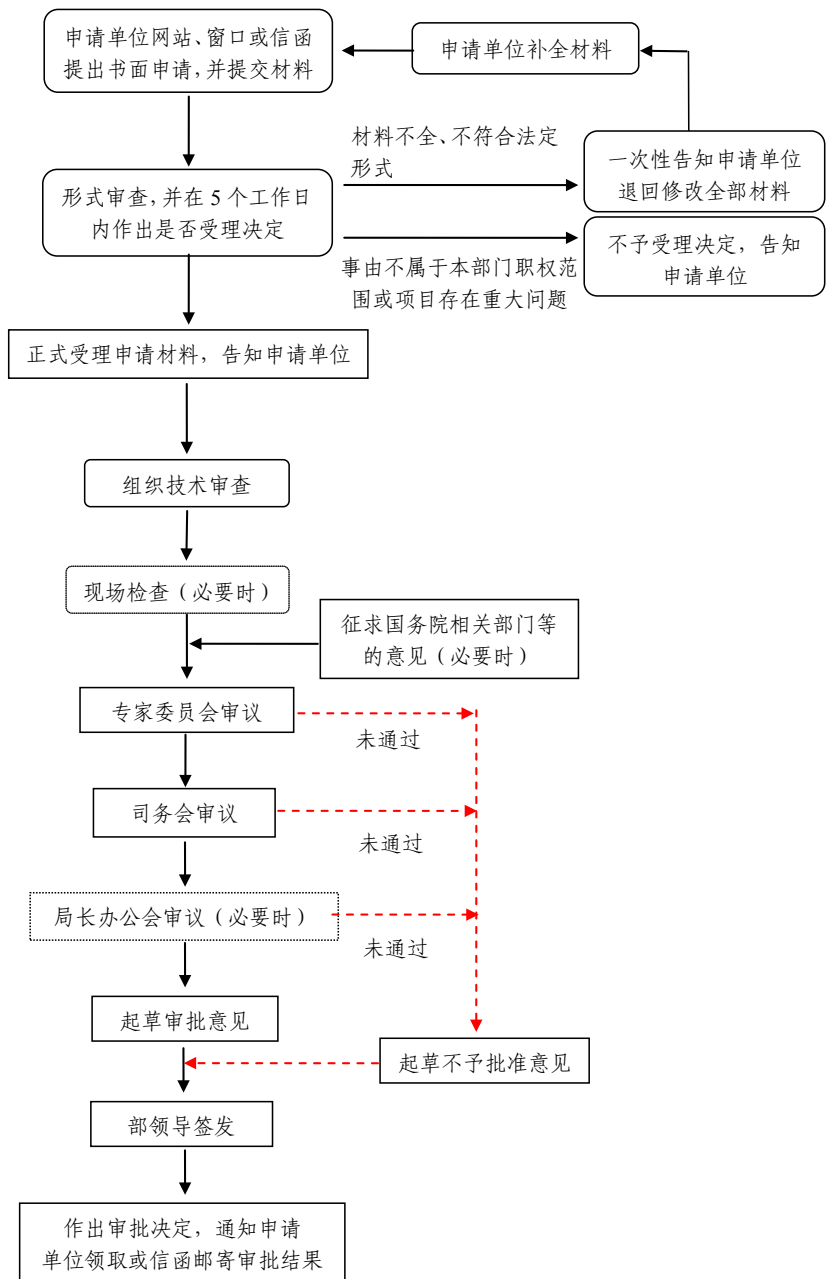 申请单位网站、窗口或信函
提出书面申请,并提交材料
申请单位补全材料
材料不全、不符合法定
形式
一次性告知申请单位
退回修改全部材料
形式审查,并在 5 个工作日
内作出是否受理决定
不予受理决定，告知
申请单位
事由不属于本部门职权范
围或项目存在重大问题
正式受理申请材料，告知申请单位
组织技术审查
现场检查（必要时）
征求国务院相关部门等
的意见（必要时）
专家委员会审议
未通过
司务会审议
未通过
局长办公会审议（必要时）
未通过
起草审批意见
起草不予批准意见
部领导签发
作出审批决定，通知申请
单位领取或信函邮寄审批结果